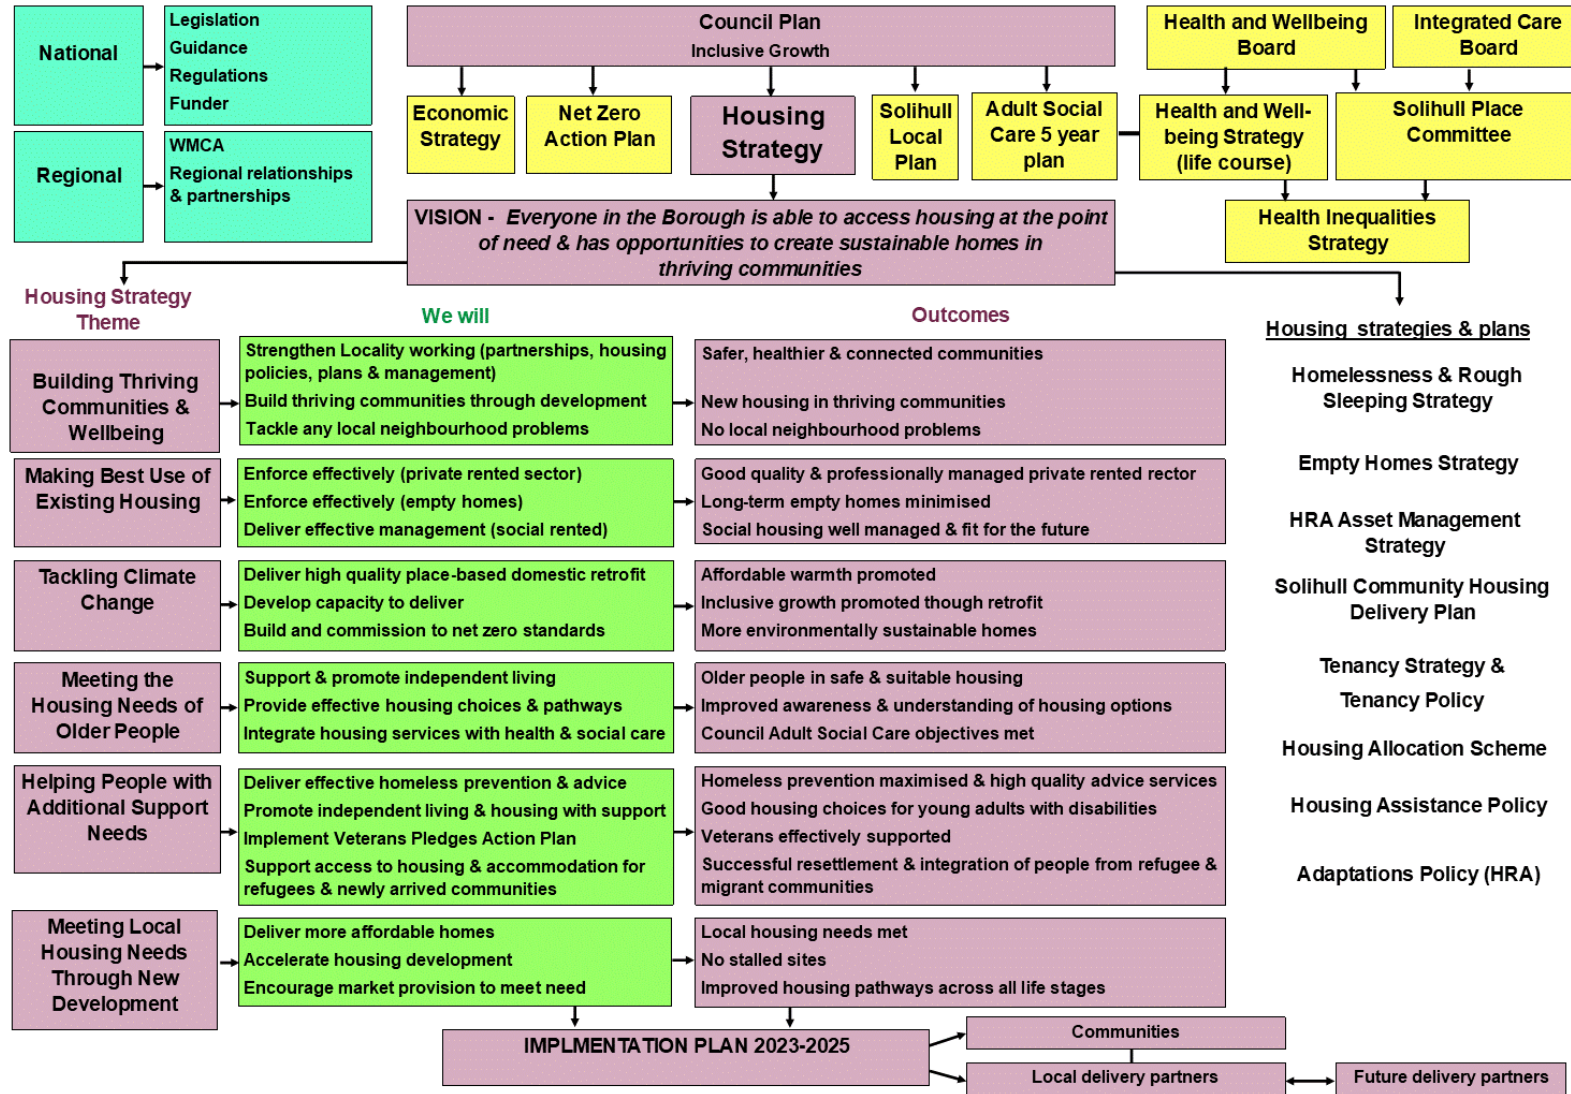 National
Legislation
Guidance
Regulations
Funder
Regional
WMCA
Regional relationships
& partnerships
Council Plan
Inclusive Growth
Health and Wellbeing
Board
Integrated Care
Board
Economic
Strategy
Net Zero
Action Plan
Housing
Strategy
Solihull
Local
Plan
Adult Social
Care 5 year
plan
Health and Well-
being Strategy
(life course)
Solihull Place
Committee
Health Inequalities
Strategy
VISION - Everyone in the Borough is able to access housing at the point
of need & has opportunities to create sustainable homes in
thriving communities
Housing Strategy
Theme
We will
Outcomes
Building Thriving
Communities &
Wellbeing
Strengthen Locality working (partnerships, housing
policies, plans & management)
Build thriving communities through development
Tackle any local neighbourhood problems
Safer, healthier & connected communities
New housing in thriving communities
No local neighbourhood problems
Making Best Use of
Existing Housing
Enforce effectively (private rented sector)
Enforce effectively (empty homes)
Deliver effective management (social rented)
Good quality & professionally managed private rented rector
Long-term empty homes minimised
Social housing well managed & fit for the future
Tackling Climate
Change
Deliver high quality place-based domestic retrofit
Develop capacity to deliver
Build and commission to net zero standards
Affordable warmth promoted
Inclusive growth promoted though retrofit
More environmentally sustainable homes
Meeting the
Housing Needs of
Older People
Support & promote independent living
Provide effective housing choices & pathways
Integrate housing services with health & social care
Older people in safe & suitable housing
Improved awareness & understanding of housing options
Council Adult Social Care objectives met
Helping People with
Additional Support
Needs
Deliver effective homeless prevention & advice
Promote independent living & housing with support
Implement Veterans Pledges Action Plan
Support access to housing & accommodation for
refugees & newly arrived communities
Homeless prevention maximised & high quality advice services
Good housing choices for young adults with disabilities
Veterans effectively supported
Successful resettlement & integration of people from refugee &
migrant communities
Meeting Local
Housing Needs
Through New
Development
Deliver more affordable homes
Accelerate housing development
Encourage market provision to meet need
Local housing needs met
No stalled sites
Improved housing pathways across all life stages
Housing strategies & plans
Homelessness & Rough
Sleeping Strategy
Empty Homes Strategy
HRA Asset Management
Strategy
Solihull Community Housing
Delivery Plan
Tenancy Strategy &
Tenancy Policy
Housing Allocation Scheme
Housing Assistance Policy
Adaptations Policy (HRA)
IMPLMENTATION PLAN 2023-2025
Communities
Local delivery partners
Future delivery partners